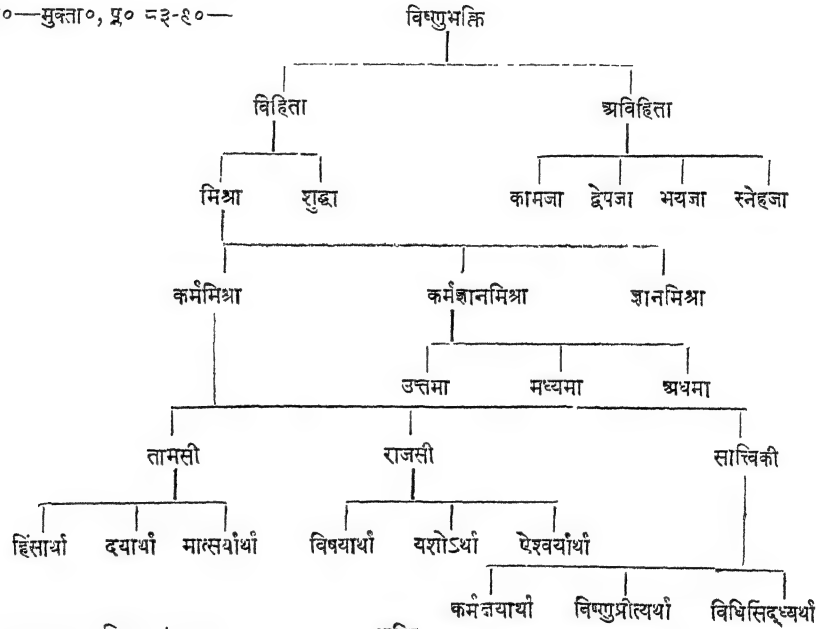 ०—मुक्ता०, पृ० ८३-९०—
विष्णुभक्ति
विहिता अविहिता
मिश्रा शुद्धा कामजा द्वेपजा भयजा स्नेहजा
कर्ममिश्रा कर्मज्ञानमिश्रा ज्ञानमिश्रा
उत्तमा मध्यमा अधमा
तामसी राजसी सात्त्विकी
हिंसार्था दयार्था मात्सर्यार्था विषयार्था यशोऽर्था ऐश्वर्यार्था
कर्मक्षयार्था विष्णुप्रीत्यर्था विधिसिद्ध्यर्था